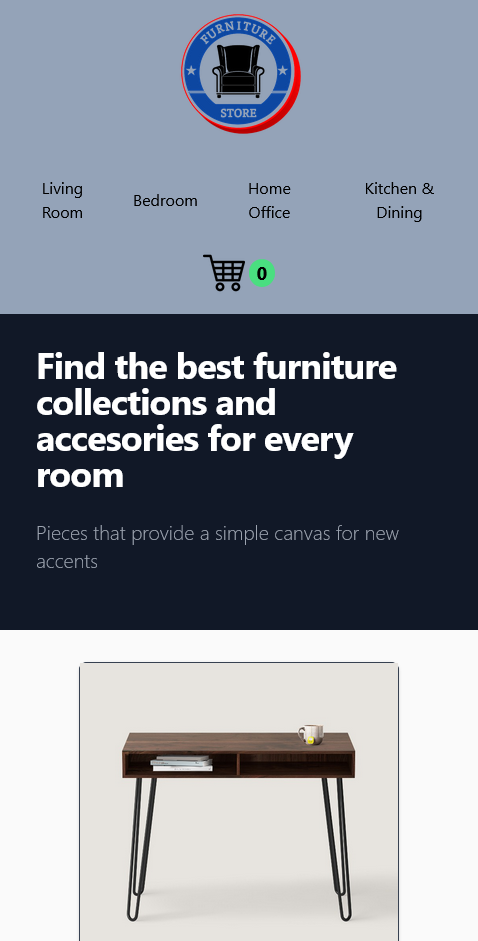 FURNITURE
STORE
Living
Room
Bedroom
Home
Office
Kitchen &
Dining
0
Find the best furniture
collections and
accesories for every
room
Pieces that provide a simple canvas for new
accents